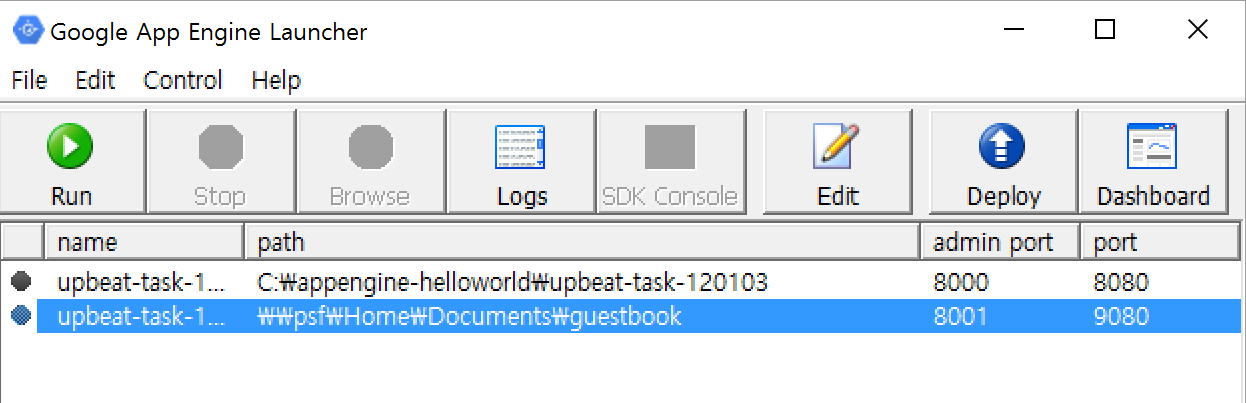 Google App Engine Launcher
File Edit Control Help
Run Stop Browse Logs SDK Console Edit Deploy Dashboard
name path admin port port
upbeat-task-1... C:₩appengine-helloworld₩upbeat-task-120103 8000 8080
upbeat-task-1... ₩₩psf₩Home₩Documents₩guestbook 8001 9080